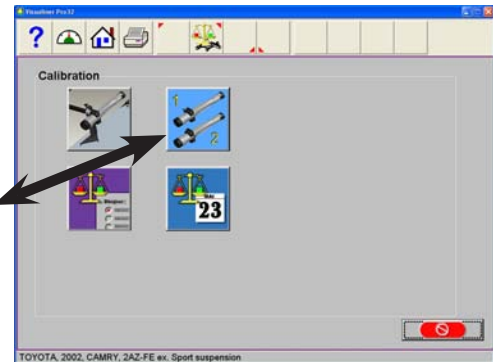 Visualiner Pro32
?
Calibration
1
2
23
TOYOTA, 2002, CAMRY, 2AZ-FE ex. Sport suspension